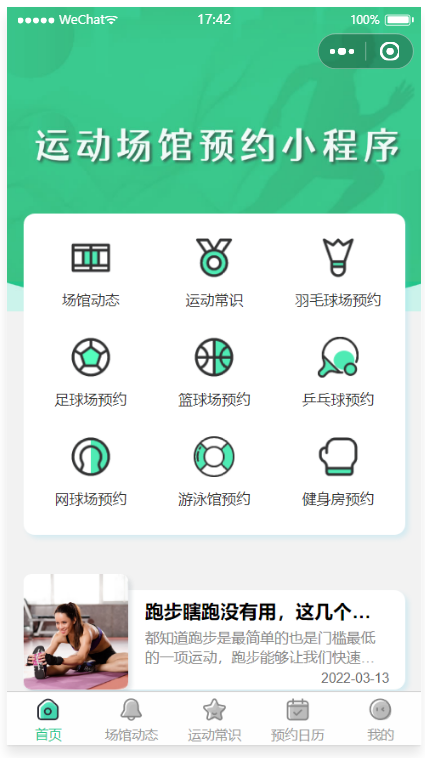 WeChat 17:42 100%
运动场馆预约小程序
场馆动态 运动常识 羽毛球场预约
足球场预约 篮球场预约 乒乓球预约
网球场预约 游泳馆预约 健身房预约
跑步瞎跑没有用，这几个...
都知道跑步是最简单的也是门槛最低
的一项运动，跑步能够让我们快速...
2022-03-13
首页 场馆动态 运动常识 预约日历 我的